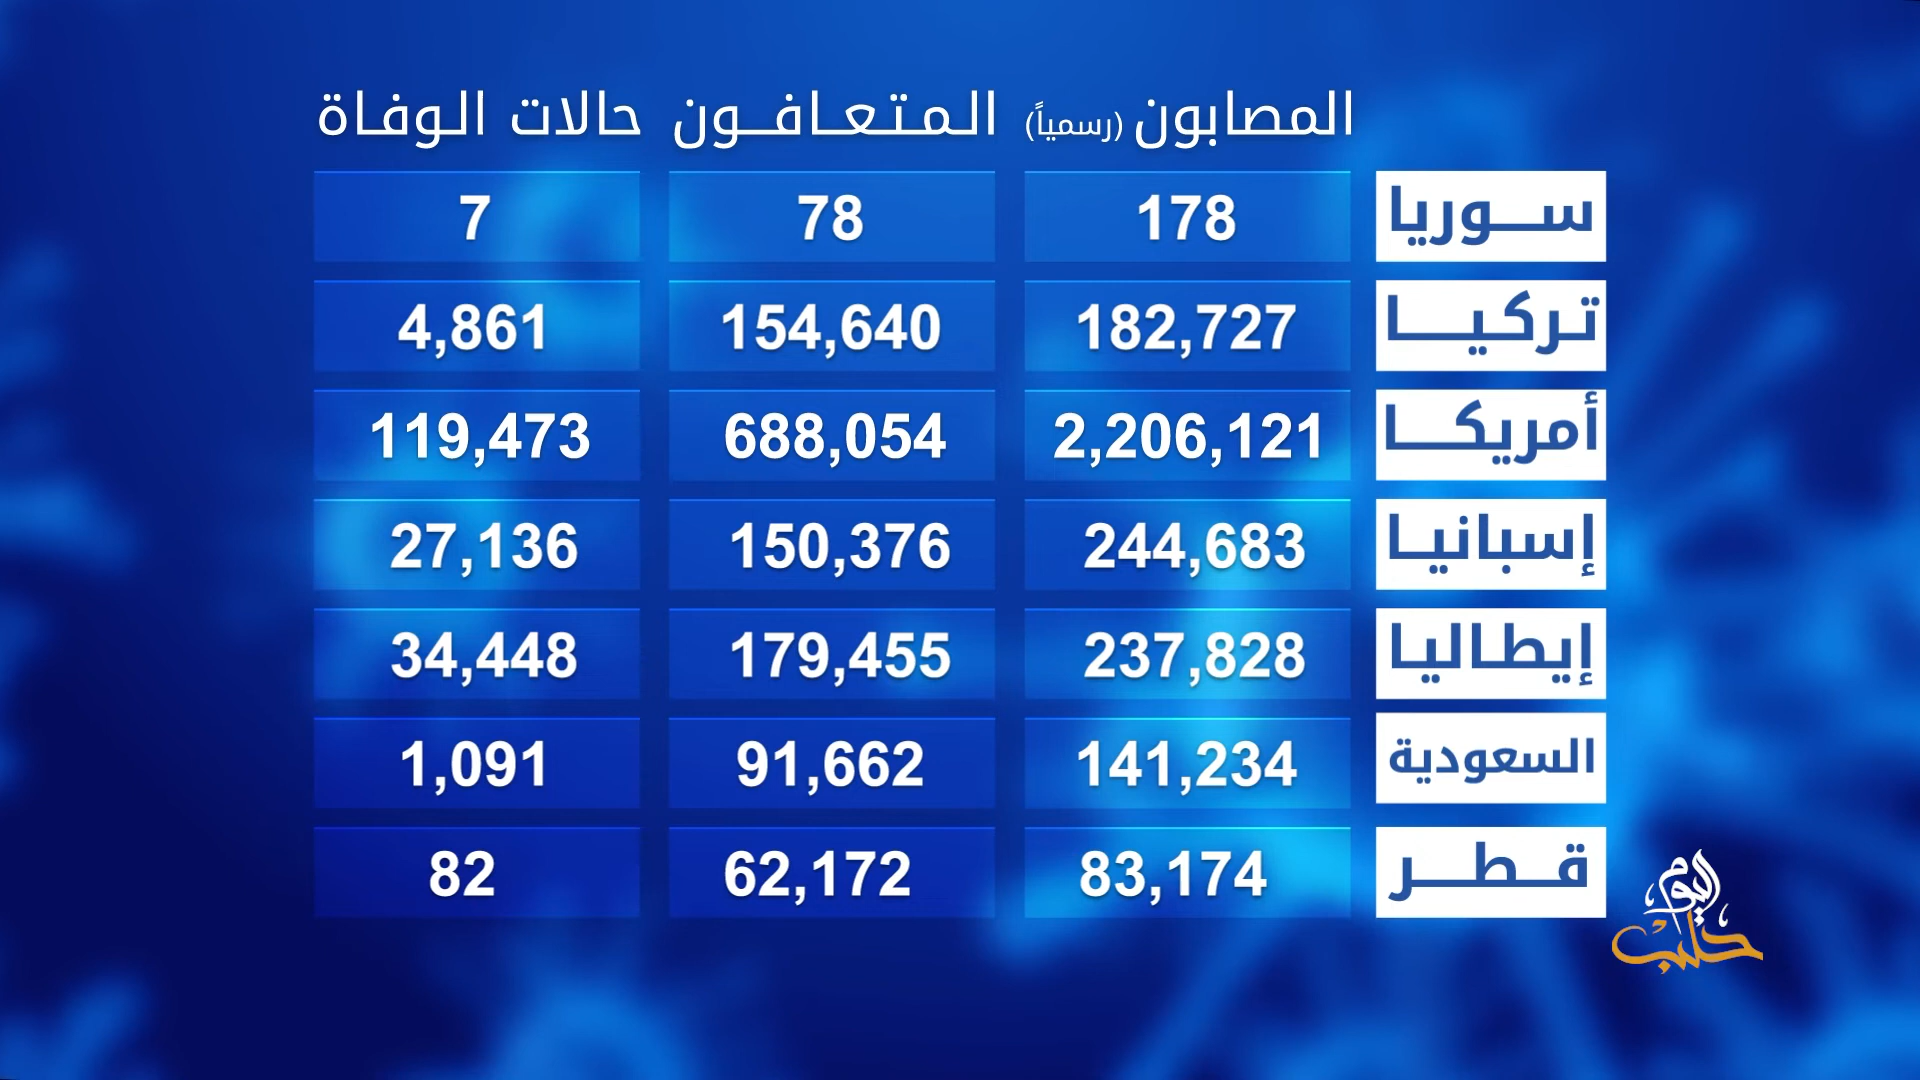 المصابون (رسمياً) المتعافون حالات الوفاة
سوريا 178 78 7
تركيا 182,727 154,640 4,861
أمريكا 2,206,121 688,054 119,473
إسبانيا 244,683 150,376 27,136
إيطاليا 237,828 179,455 34,448
السعودية 141,234 91,662 1,091
قطر 83,174 62,172 82
حلب اليوم